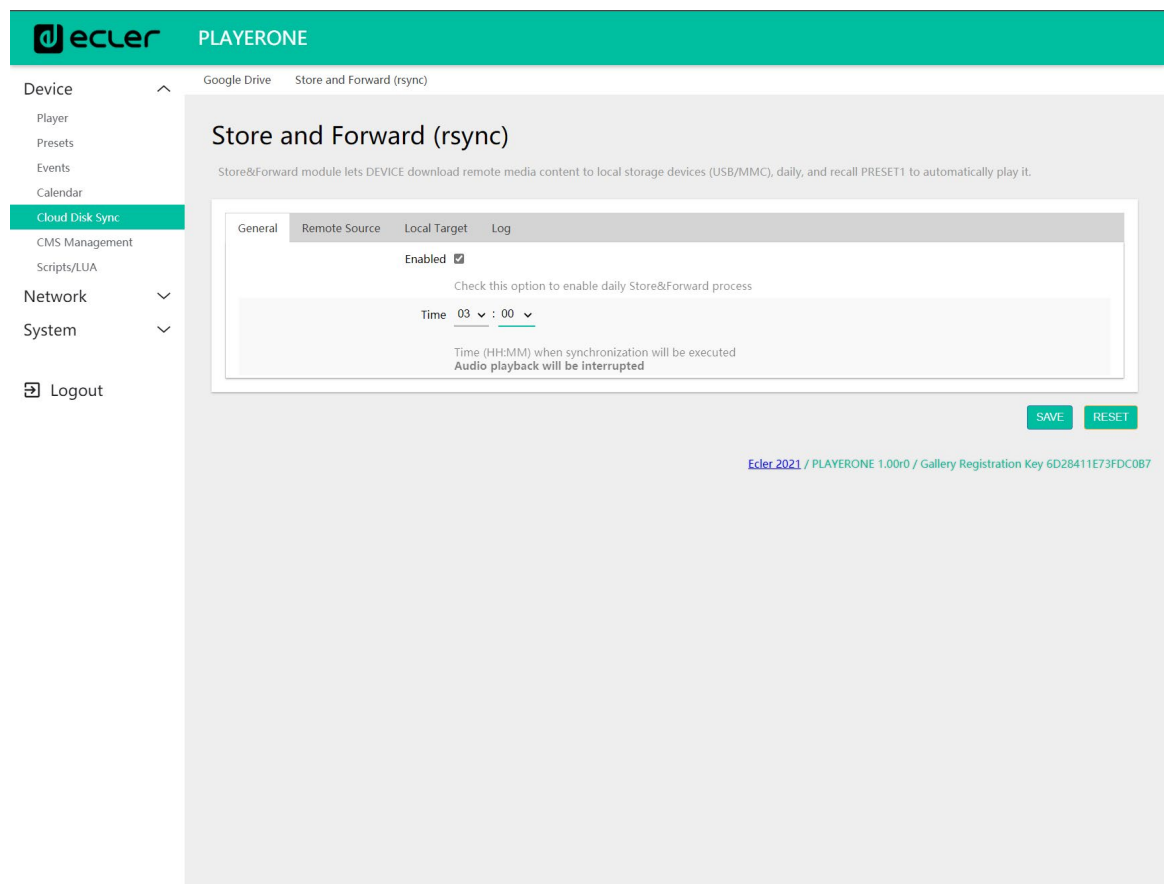 ecler PLAYERONE
Google Drive Store and Forward (rsync)
Device
Player
Presets
Events
Calendar
Cloud Disk Sync
CMS Management
Scripts/LUA
Network
System
Logout
Store and Forward (rsync)
Store&Forward module lets DEVICE download remote media content to local storage devices (USB/MMC), daily, and recall PRESET1 to automatically play it.
General Remote Source Local Target Log
Enabled
Check this option to enable daily Store&Forward process
Time 03 : 00
Time (HH:MM) when synchronization will be executed
Audio playback will be interrupted
SAVE RESET
Ecler 2021 / PLAYERONE 1.00r0 / Gallery Registration Key 6D28411E73FDC0B7